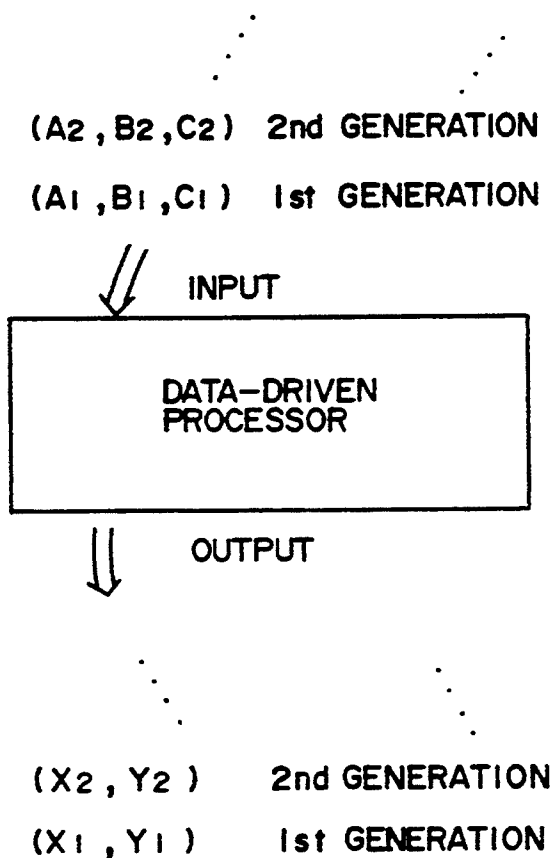 (A2,B2,C2) 2nd GENERATION
(A1,B1,C1) 1st GENERATION
INPUT
DATA-DRIVEN
PROCESSOR
OUTPUT
(X2,Y2) 2nd GENERATION
(X1,Y1) 1st GENERATION